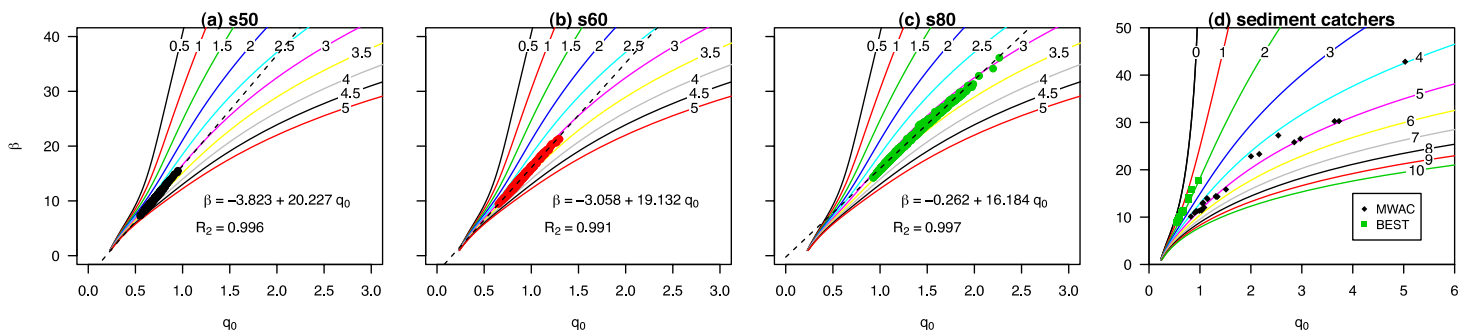 (a) s50
0.5 1 1.5 2 2.5 3 3.5 4 4.5 5
β = −3.823 + 20.227 q0
R2 = 0.996
β
0 10 20 30 40
0.0 0.5 1.0 1.5 2.0 2.5 3.0
q0
(b) s60
0.5 1 1.5 2 2.5 3 3.5 4 4.5 5
β = −3.058 + 19.132 q0
R2 = 0.991
0.0 0.5 1.0 1.5 2.0 2.5 3.0
q0
(c) s80
0.5 1 1.5 2 2.5 3 3.5 4 4.5 5
β = −0.262 + 16.184 q0
R2 = 0.997
0.0 0.5 1.0 1.5 2.0 2.5 3.0
q0
(d) sediment catchers
0 1 2 3 4 5 6 7 8 9 10
MWAC
BEST
0 10 20 30 40 50
0 1 2 3 4 5 6
q0